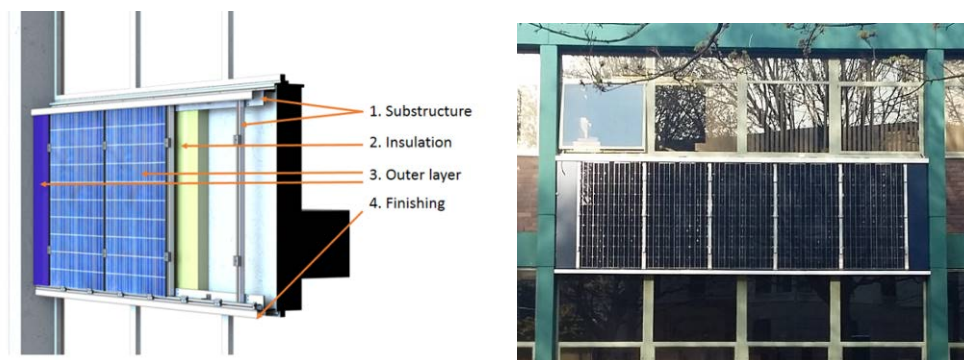 1. Substructure
2. Insulation
3. Outer layer
4. Finishing